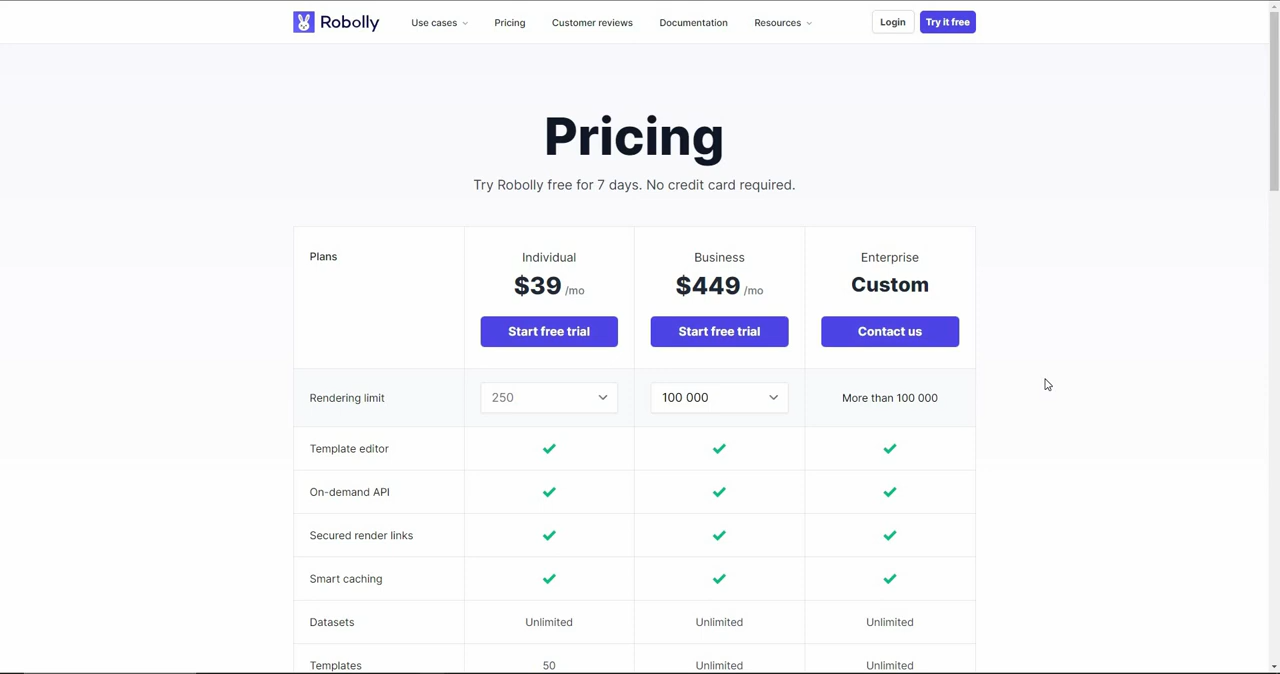 Robolly Use cases Pricing Customer reviews Documentation Resources Login Try it free
Pricing
Try Robolly free for 7 days. No credit card required.
Plans
Individual Business Enterprise
$39 /mo $449 /mo Custom
Start free trial Start free trial Contact us
Rendering limit 250 100 000 More than 100 000
Template editor
On-demand API
Secured render links
Smart caching
Datasets Unlimited Unlimited Unlimited
Templates 50 Unlimited Unlimited